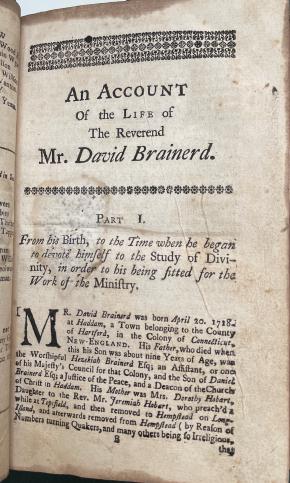 An ACCOUNT
Of the LIFE of
The Reverend
Mr. David Brainerd.
PART I.
From his Birth, to the Time when he began
to devote himself to the Study of Divi-
nity, in order to his being fitted for the
Work of the Ministry.
MR. David Brainerd was born April 20. 1718.
at Haddam, a Town belonging to the County
of Hartford, in the Colony of Connecticut,
NEW-ENGLAND. His Father, who died when
this his Son was about nine Years of Age, was
the Worshipful Hezekiah Brainerd Esq; an Assistant, or one
of his Majesty's Council for that Colony, and the Son of Daniel
Brainerd Esq; a Justice of the Peace, and a Deacon of the Church
of Christ in Haddam. His Mother was Mrs. Dorothy Hobart,
Daughter to the Rev. Mr. Jeremiah Hobart, who preach'd a
while at Topsfield, and then removed to Hempstead on Long-
Island, and afterwards removed from Hempstead (by Reason of
Numbers turning Quakers, and many others being so Irreligious,
B
that